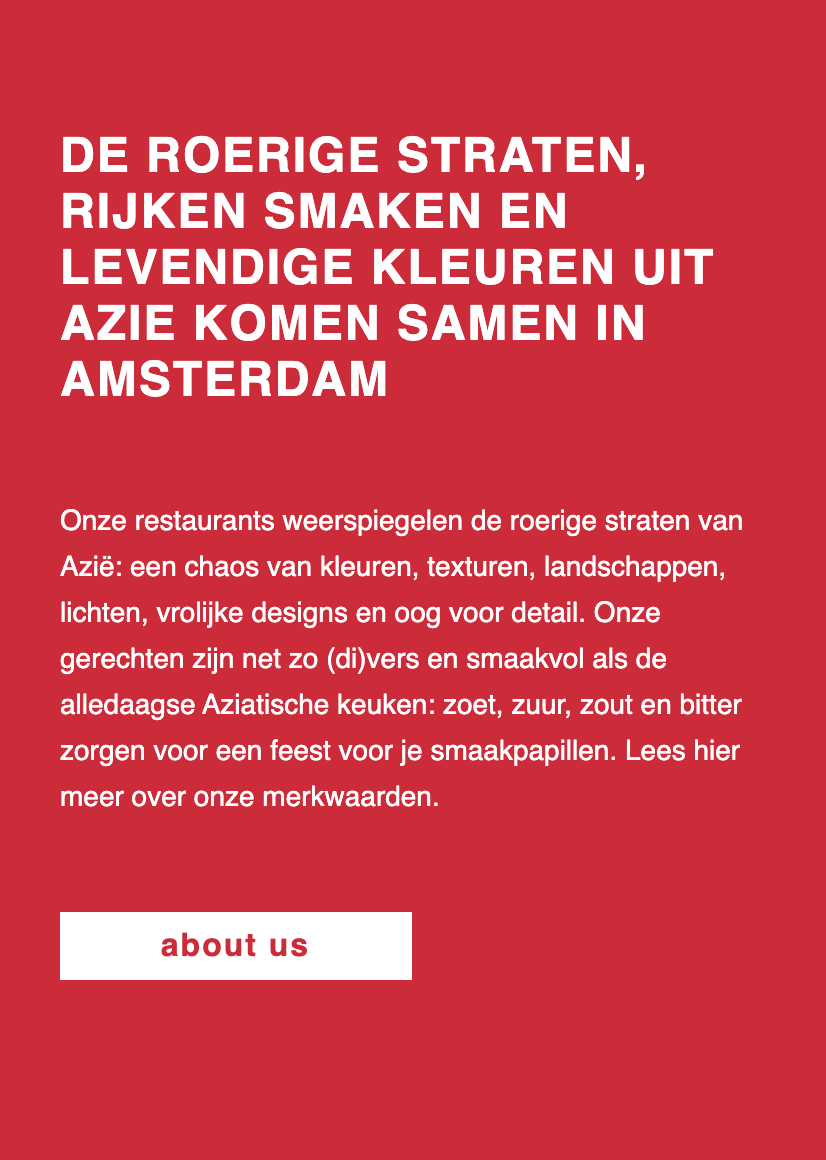 DE ROERIGE STRATEN,
RIJKEN SMAKEN EN
LEVENDIGE KLEUREN UIT
AZIE KOMEN SAMEN IN
AMSTERDAM
Onze restaurants weerspiegelen de roerige straten van
Azië: een chaos van kleuren, texturen, landschappen,
lichten, vrolijke designs en oog voor detail. Onze
gerechten zijn net zo (di)vers en smaakvol als de
alledaagse Aziatische keuken: zoet, zuur, zout en bitter
zorgen voor een feest voor je smaakpapillen. Lees hier
meer over onze merkwaarden.
about us